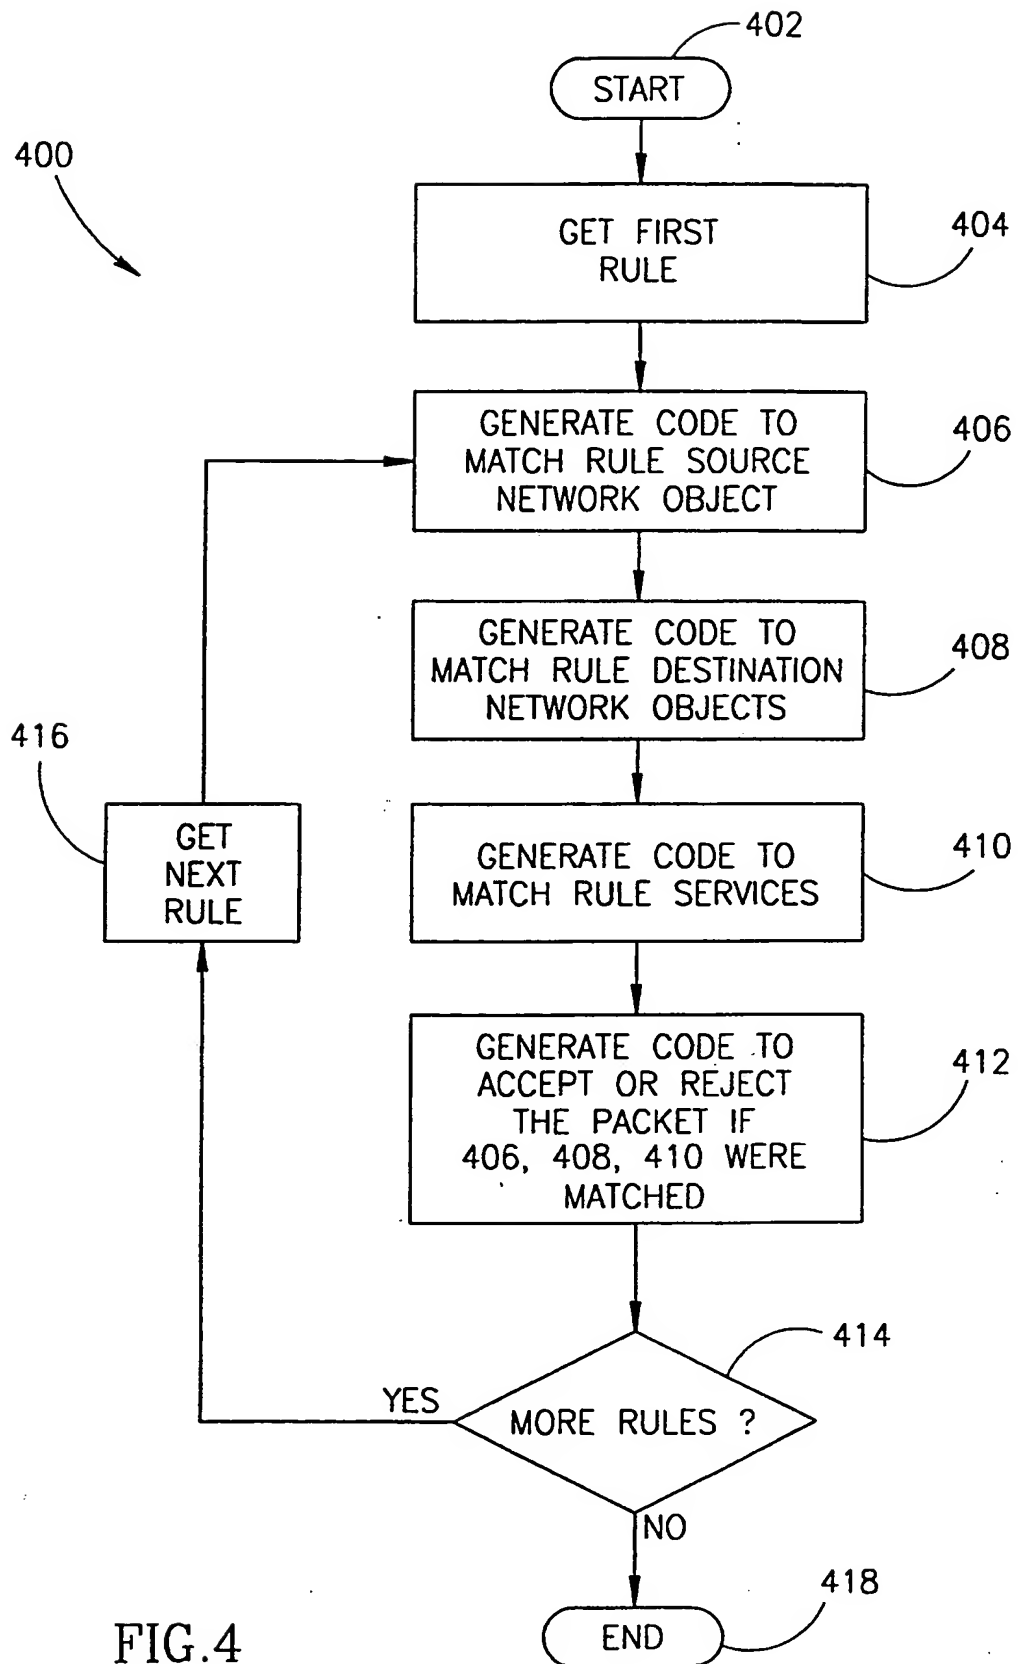 402
START
400
GET FIRST
RULE
404
GENERATE CODE TO
MATCH RULE SOURCE
NETWORK OBJECT
406
GENERATE CODE TO
MATCH RULE DESTINATION
NETWORK OBJECTS
408
416
GET
NEXT
RULE
GENERATE CODE TO
MATCH RULE SERVICES
410
GENERATE CODE TO
ACCEPT OR REJECT
THE PACKET IF
406, 408, 410 WERE
MATCHED
412
414
YES
MORE RULES ?
NO
418
END
FIG.4